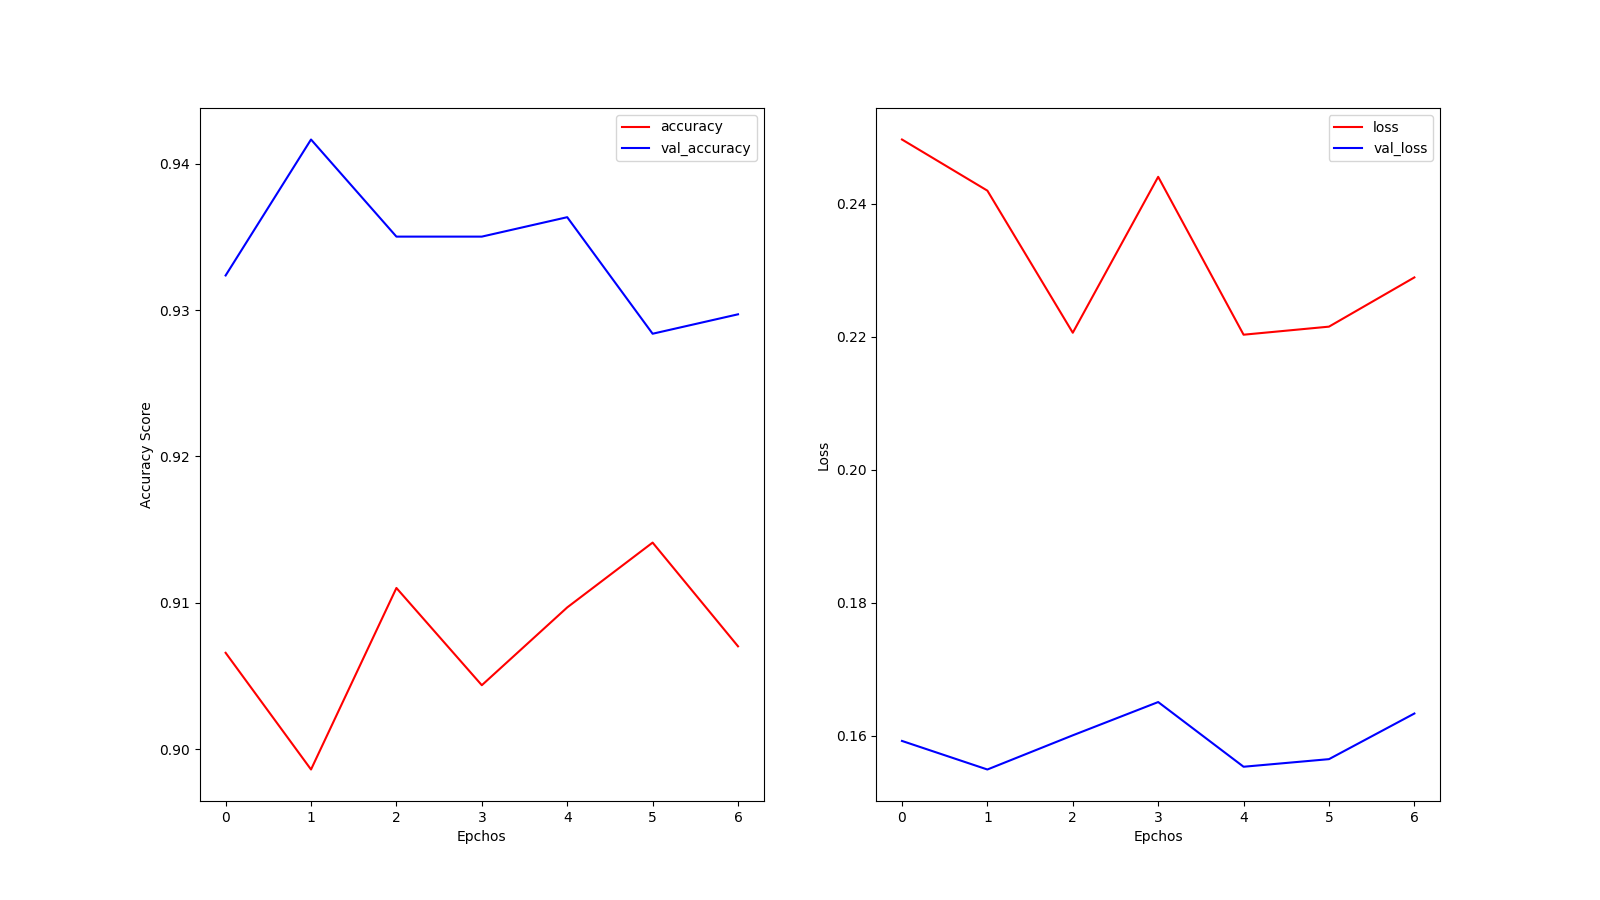 accuracy
val_accuracy
0.94
0.93
0.92
0.91
0.90
Accuracy Score
0 1 2 3 4 5 6
Epchos
loss
val_loss
0.24
0.22
0.20
0.18
0.16
Loss
0 1 2 3 4 5 6
Epchos